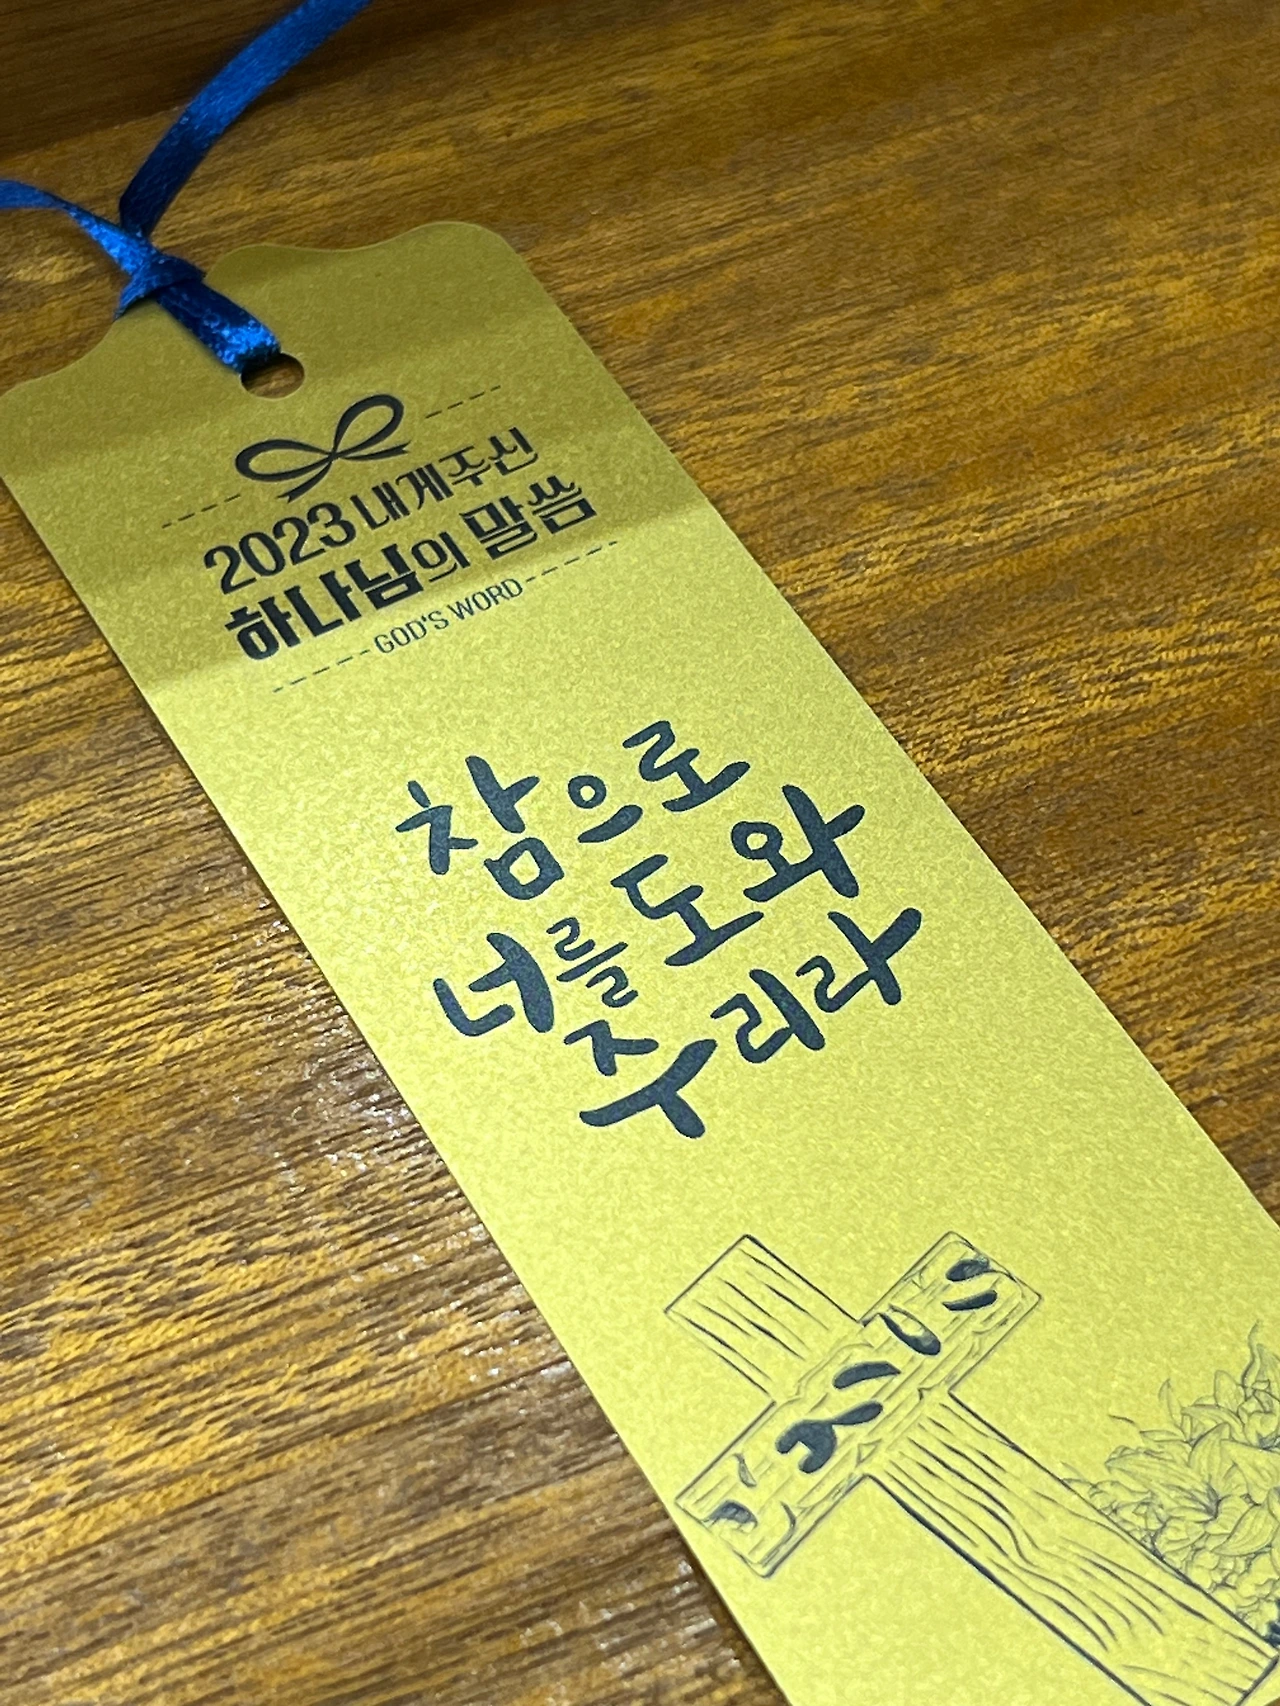 2023 내게주신
하나님의 말씀
GOD'S WORD
참으로
너를 도와
주리라